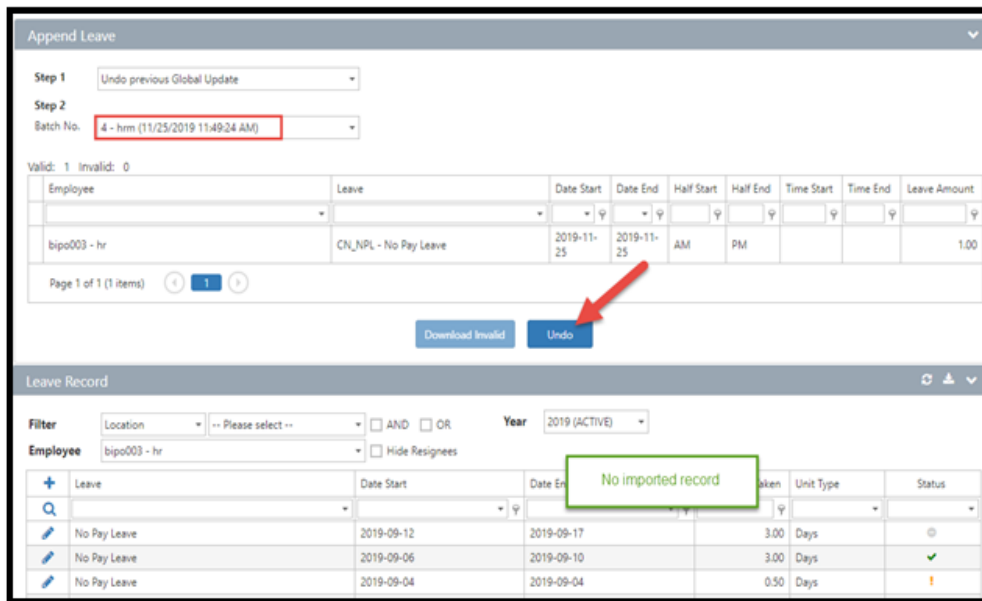 Append Leave
Step 1 Undo previous Global Update
Step 2
Batch No. 4 - hrm (11/25/2019 11:49:24 AM)
Valid: 1 Invalid: 0
Employee Leave Date Start Date End Half Start Half End Time Start Time End Leave Amount
bipo003 - hr CN_NPL - No Pay Leave 2019-11-25 2019-11-25 AM PM 1.00
Page 1 of 1 (1 items) 1
Download Invalid Undo
Leave Record
Filter Location -- Please select -- AND OR Year 2019 (ACTIVE)
Employee bipo003 - hr Hide Resignees
No imported record
Leave Date Start Date En aken Unit Type Status
No Pay Leave 2019-09-12 2019-09-17 3.00 Days
No Pay Leave 2019-09-06 2019-09-10 3.00 Days
No Pay Leave 2019-09-04 2019-09-04 0.50 Days